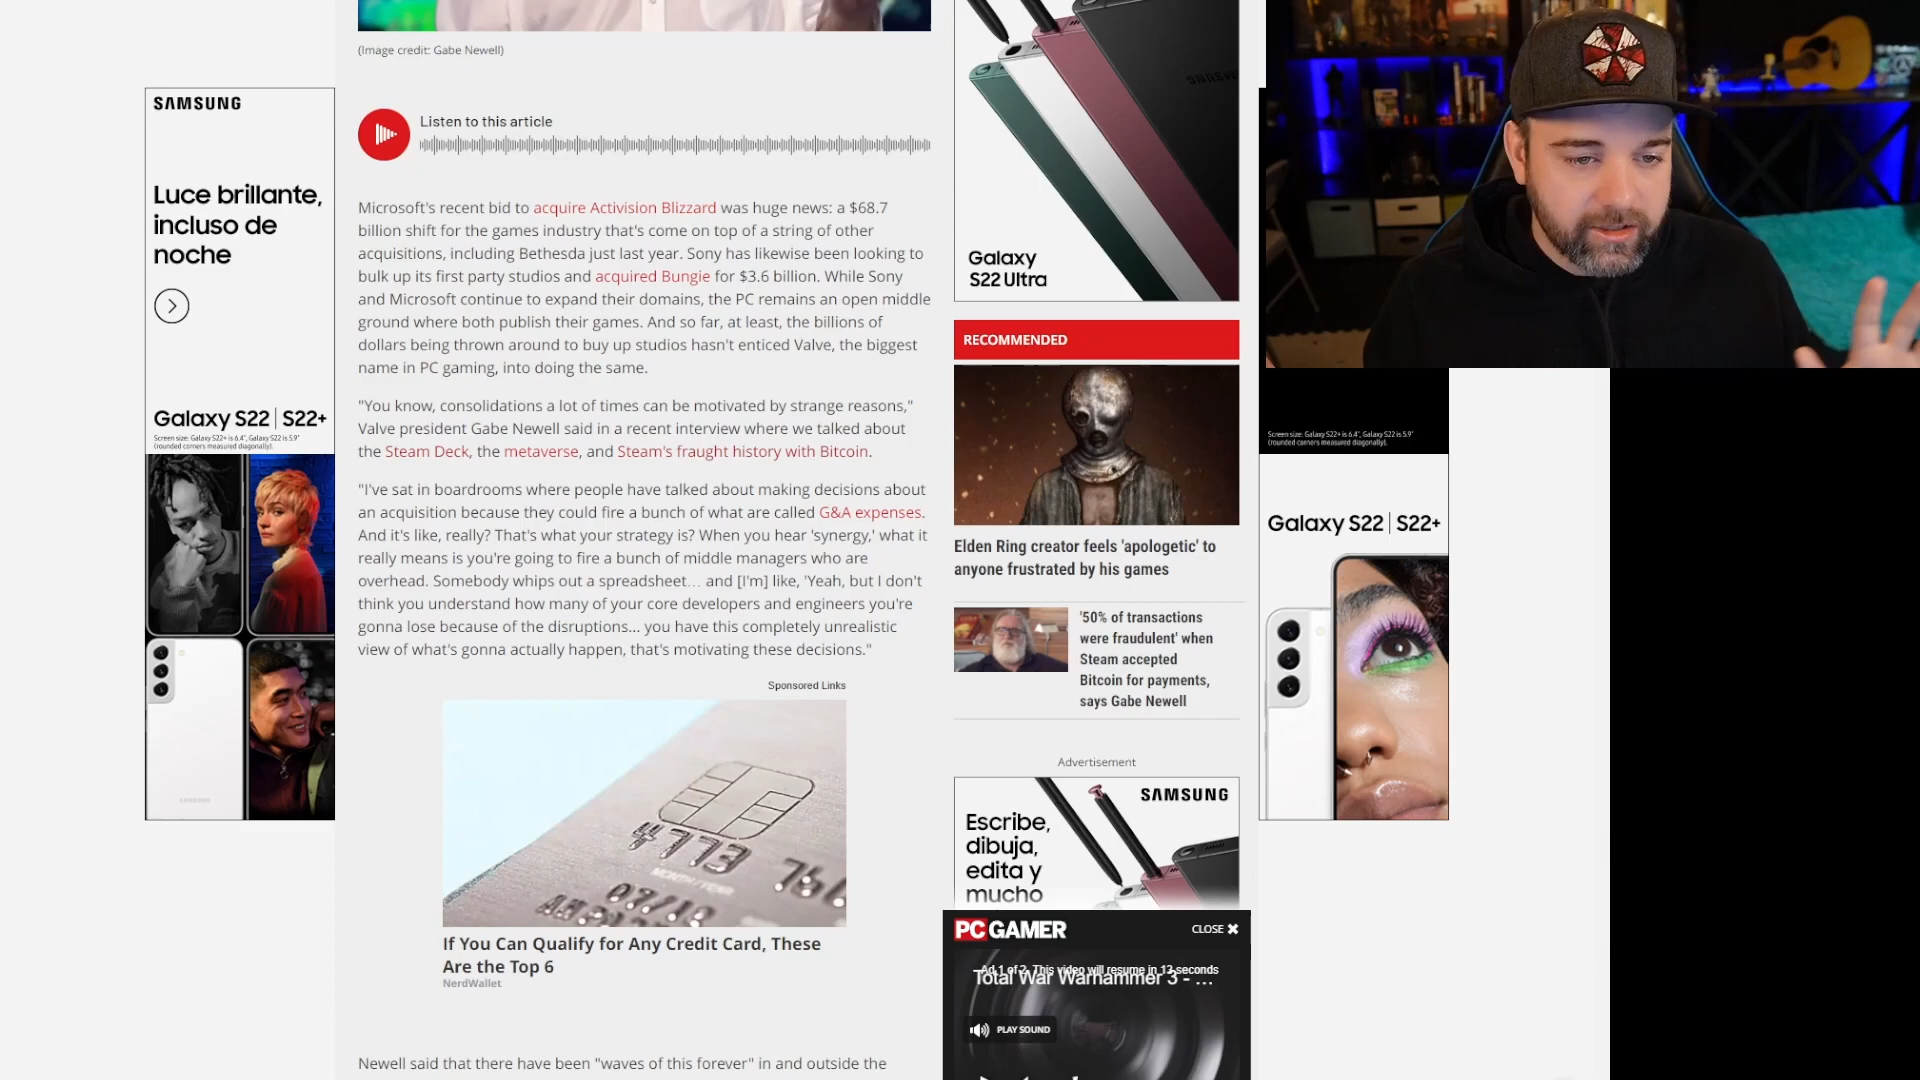 (Image credit: Gabe Newell)
Listen to this article
Microsoft's recent bid to acquire Activision Blizzard was huge news: a $68.7
billion shift for the games industry that's come on top of a string of other
acquisitions, including Bethesda just last year. Sony has likewise been looking to
bulk up its first party studios and acquired Bungie for $3.6 billion. While Sony
and Microsoft continue to expand their domains, the PC remains an open middle
ground where both publish their games. And so far, at least, the billions of
dollars being thrown around to buy up studios hasn't enticed Valve, the biggest
name in PC gaming, into doing the same.
"You know, consolidations a lot of times can be motivated by strange reasons,"
Valve president Gabe Newell said in a recent interview where we talked about
the Steam Deck, the metaverse, and Steam's fraught history with Bitcoin.
"I've sat in boardrooms where people have talked about making decisions about
an acquisition because they could fire a bunch of what are called G&A expenses.
And it's like, really? That's what your strategy is? When you hear 'synergy,' what it
really means is you're going to fire a bunch of middle managers who are
overhead. Somebody whips out a spreadsheet... and [I'm] like, 'Yeah, but I don't
think you understand how many of your core developers and engineers you're
gonna lose because of the disruptions... you have this completely unrealistic
view of what's gonna actually happen, that's motivating these decisions."
Sponsored Links
4773
MONTH/YEAR
07/12
If You Can Qualify for Any Credit Card, These
Are the Top 6
NerdWallet
Newell said that there have been "waves of this forever" in and outside the
SAMSUNG
Luce brillante,
incluso de
noche
Galaxy S22 | S22+
Screen size: Galaxy S22+ is 6.4", Galaxy S22 is 5.9"
(rounded corners measured diagonally).
SAMSUNG
SAMSUNG
Galaxy
S22 Ultra
RECOMMENDED
Elden Ring creator feels 'apologetic' to
anyone frustrated by his games
'50% of transactions
were fraudulent' when
Steam accepted
Bitcoin for payments,
says Gabe Newell
Advertisement
SAMSUNG
Escribe,
dibuja,
edita y
mucho
PC GAMER
CLOSE ✖
Ad 1 of 2. This video will resume in 13 seconds
Total War Warhammer 3 - ...
PLAY SOUND
Screen size: Galaxy S22+ is 6.4", Galaxy S22 is 5.9"
(rounded corners measured diagonally).
Galaxy S22 | S22+